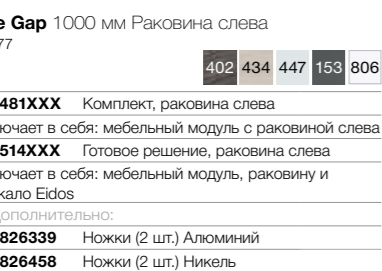 e Gap 1000 мм Раковина слева
77
402 434 447 153 806
481XXX Комплект, раковина слева
ючает в себя: мебельный модуль с раковиной слева
514XXX Готовое решение, раковина слева
ючает в себя: мебельный модуль, раковину и
кало Eidos
ополнительно:
826339 Ножки (2 шт.) Алюминий
826458 Ножки (2 шт.) Никель